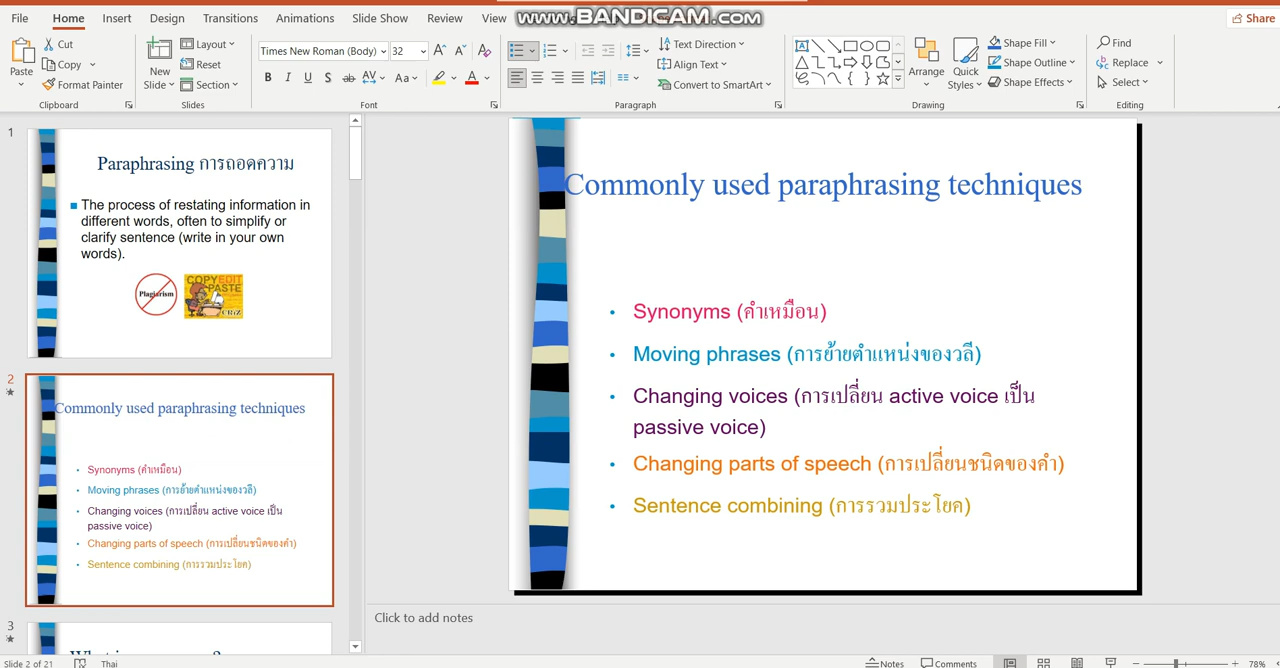 www.BANDICAM.com
File Home Insert Design Transitions Animations Slide Show Review View
Share
Paste
Cut
Copy
Format Painter
Clipboard
New Slide
Layout
Reset
Section
Slides
Times New Roman (Body) 32
B I U S ab AV Aa
Font
Text Direction
Align Text
Convert to SmartArt
Paragraph
Arrange
Quick Styles
Shape Fill
Shape Outline
Shape Effects
Drawing
Find
Replace
Select
Editing
1
Paraphrasing การถอดความ
The process of restating information in
different words, often to simplify or
clarify sentence (write in your own
words).
Plagiarism
COPY EDIT
PASTE
2
Commonly used paraphrasing techniques
Synonyms (คำเหมือน)
Moving phrases (การย้ายตำแหน่งของวลี)
Changing voices (การเปลี่ยน active voice เป็น
passive voice)
Changing parts of speech (การเปลี่ยนชนิดของคำ)
Sentence combining (การรวมประโยค)
3
Commonly used paraphrasing techniques
Synonyms (คำเหมือน)
Moving phrases (การย้ายตำแหน่งของวลี)
Changing voices (การเปลี่ยน active voice เป็น
passive voice)
Changing parts of speech (การเปลี่ยนชนิดของคำ)
Sentence combining (การรวมประโยค)
Click to add notes
Slide 2 of 21 Thai
Notes Comments 78%